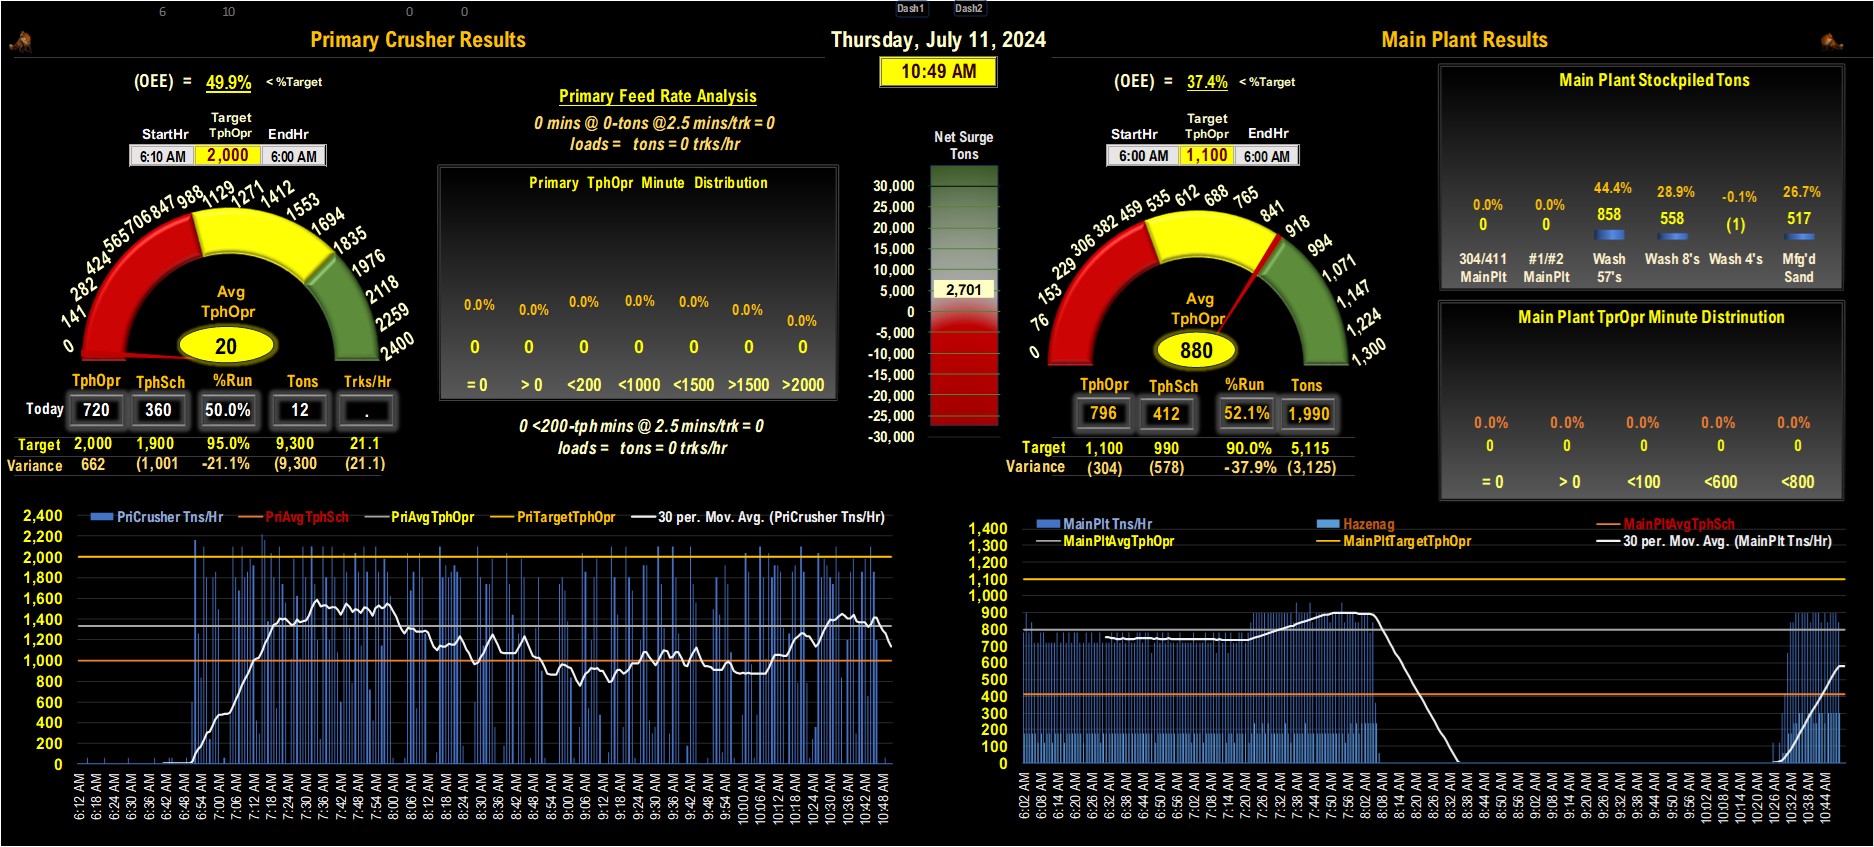 6 10 0 0 Dash1 Dash2
Primary Crusher Results
Thursday, July 11, 2024
Main Plant Results
10:49 AM
(OEE) = 49.9% < %Target
Target
StartHr TphOpr EndHr
6:10 AM 2,000 6:00 AM
0 141 282 424 565 706 847 988 1129 1271 1412 1553 1694 1835 1976 2118 2259 2400
Avg
TphOpr
20
TphOpr TphSch %Run Tons Trks/Hr
Today 720 360 50.0% 12 .
Target 2,000 1,900 95.0% 9,300 21.1
Variance 662 (1,001 -21.1% (9,300 (21.1)
Primary Feed Rate Analysis
0 mins @ 0-tons @2.5 mins/trk = 0
loads = tons = 0 trks/hr
Primary TphOpr Minute Distribution
0.0% 0.0% 0.0% 0.0% 0.0% 0.0% 0.0%
0 0 0 0 0 0 0
= 0 > 0 <200 <1000 <1500 >1500 >2000
0 <200-tph mins @ 2.5 mins/trk = 0
loads = tons = 0 trks/hr
Net Surge
Tons
30,000
25,000
20,000
15,000
10,000
5,000
2,701
0
-5,000
-10,000
-15,000
-20,000
-25,000
-30,000
(OEE) = 37.4% < %Target
Target
StartHr TphOpr EndHr
6:00 AM 1,100 6:00 AM
0 76 153 229 306 382 459 535 612 688 765 841 918 994 1,071 1,147 1,224 1,300
Avg
TphOpr
880
TphOpr TphSch %Run Tons
796 412 52.1% 1,990
Target 1,100 990 90.0% 5,115
Variance (304) (578) -37.9% (3,125)
Main Plant Stockpiled Tons
0.0% 0.0% 44.4% 28.9% -0.1% 26.7%
0 0 858 558 (1) 517
304/411 #1/#2 Wash Wash 8's Wash 4's Mfg'd
MainPlt MainPlt 57's Sand
Main Plant TprOpr Minute Distrinution
0.0% 0.0% 0.0% 0.0% 0.0%
0 0 0 0 0
= 0 > 0 <100 <600 <800
PriCrusher Tns/Hr PriAvgTphSch PriAvgTphOpr PriTargetTphOpr 30 per. Mov. Avg. (PriCrusher Tns/Hr)
2,400
2,200
2,000
1,800
1,600
1,400
1,200
1,000
800
600
400
200
0
6:12 AM 6:18 AM 6:24 AM 6:30 AM 6:36 AM 6:42 AM 6:48 AM 6:54 AM 7:00 AM 7:06 AM 7:12 AM 7:18 AM 7:24 AM 7:30 AM 7:36 AM 7:42 AM 7:48 AM 7:54 AM 8:00 AM 8:06 AM 8:12 AM 8:18 AM 8:24 AM 8:30 AM 8:36 AM 8:42 AM 8:48 AM 8:54 AM 9:00 AM 9:06 AM 9:12 AM 9:18 AM 9:24 AM 9:30 AM 9:36 AM 9:42 AM 9:48 AM 9:54 AM 10:00 AM 10:06 AM 10:12 AM 10:18 AM 10:24 AM 10:30 AM 10:36 AM 10:42 AM 10:48 AM
MainPlt Tns/Hr Hazenag MainPltAvgTphSch
MainPltAvgTphOpr MainPltTargetTphOpr 30 per. Mov. Avg. (MainPlt Tns/Hr)
1,400
1,300
1,200
1,100
1,000
900
800
700
600
500
400
300
200
100
0
6:02 AM 6:08 AM 6:14 AM 6:20 AM 6:26 AM 6:32 AM 6:38 AM 6:44 AM 6:50 AM 6:56 AM 7:02 AM 7:08 AM 7:14 AM 7:20 AM 7:26 AM 7:32 AM 7:38 AM 7:44 AM 7:50 AM 7:56 AM 8:02 AM 8:08 AM 8:14 AM 8:20 AM 8:26 AM 8:32 AM 8:38 AM 8:44 AM 8:50 AM 8:56 AM 9:02 AM 9:08 AM 9:14 AM 9:20 AM 9:26 AM 9:32 AM 9:38 AM 9:44 AM 9:50 AM 9:56 AM 10:02 AM 10:08 AM 10:14 AM 10:20 AM 10:26 AM 10:32 AM 10:38 AM 10:44 AM